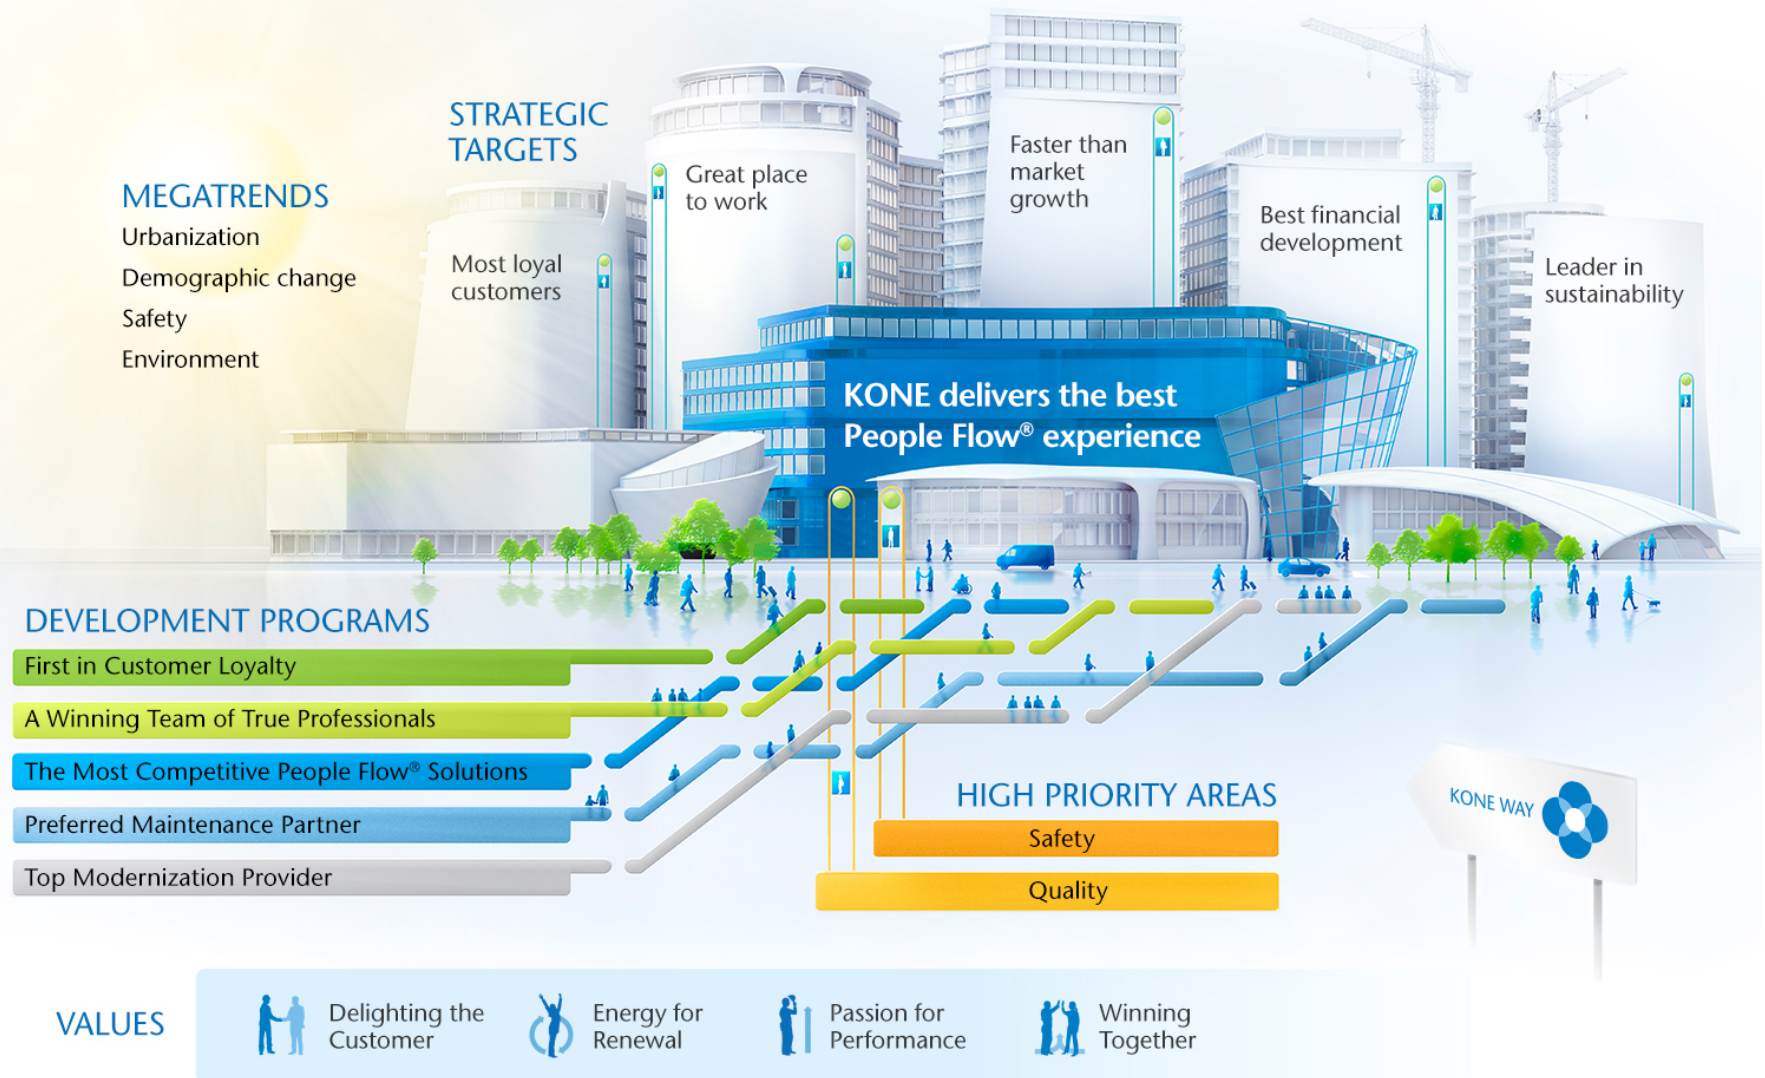 STRATEGIC
TARGETS
MEGATRENDS
Urbanization
Demographic change
Safety
Environment
Most loyal
customers
Great place
to work
Faster than
market
growth
Best financial
development
Leader in
sustainability
KONE delivers the best
People Flow® experience
DEVELOPMENT PROGRAMS
First in Customer Loyalty
A Winning Team of True Professionals
The Most Competitive People Flow® Solutions
Preferred Maintenance Partner
Top Modernization Provider
HIGH PRIORITY AREAS
Safety
Quality
KONE WAY
VALUES
Delighting the
Customer
Energy for
Renewal
Passion for
Performance
Winning
Together